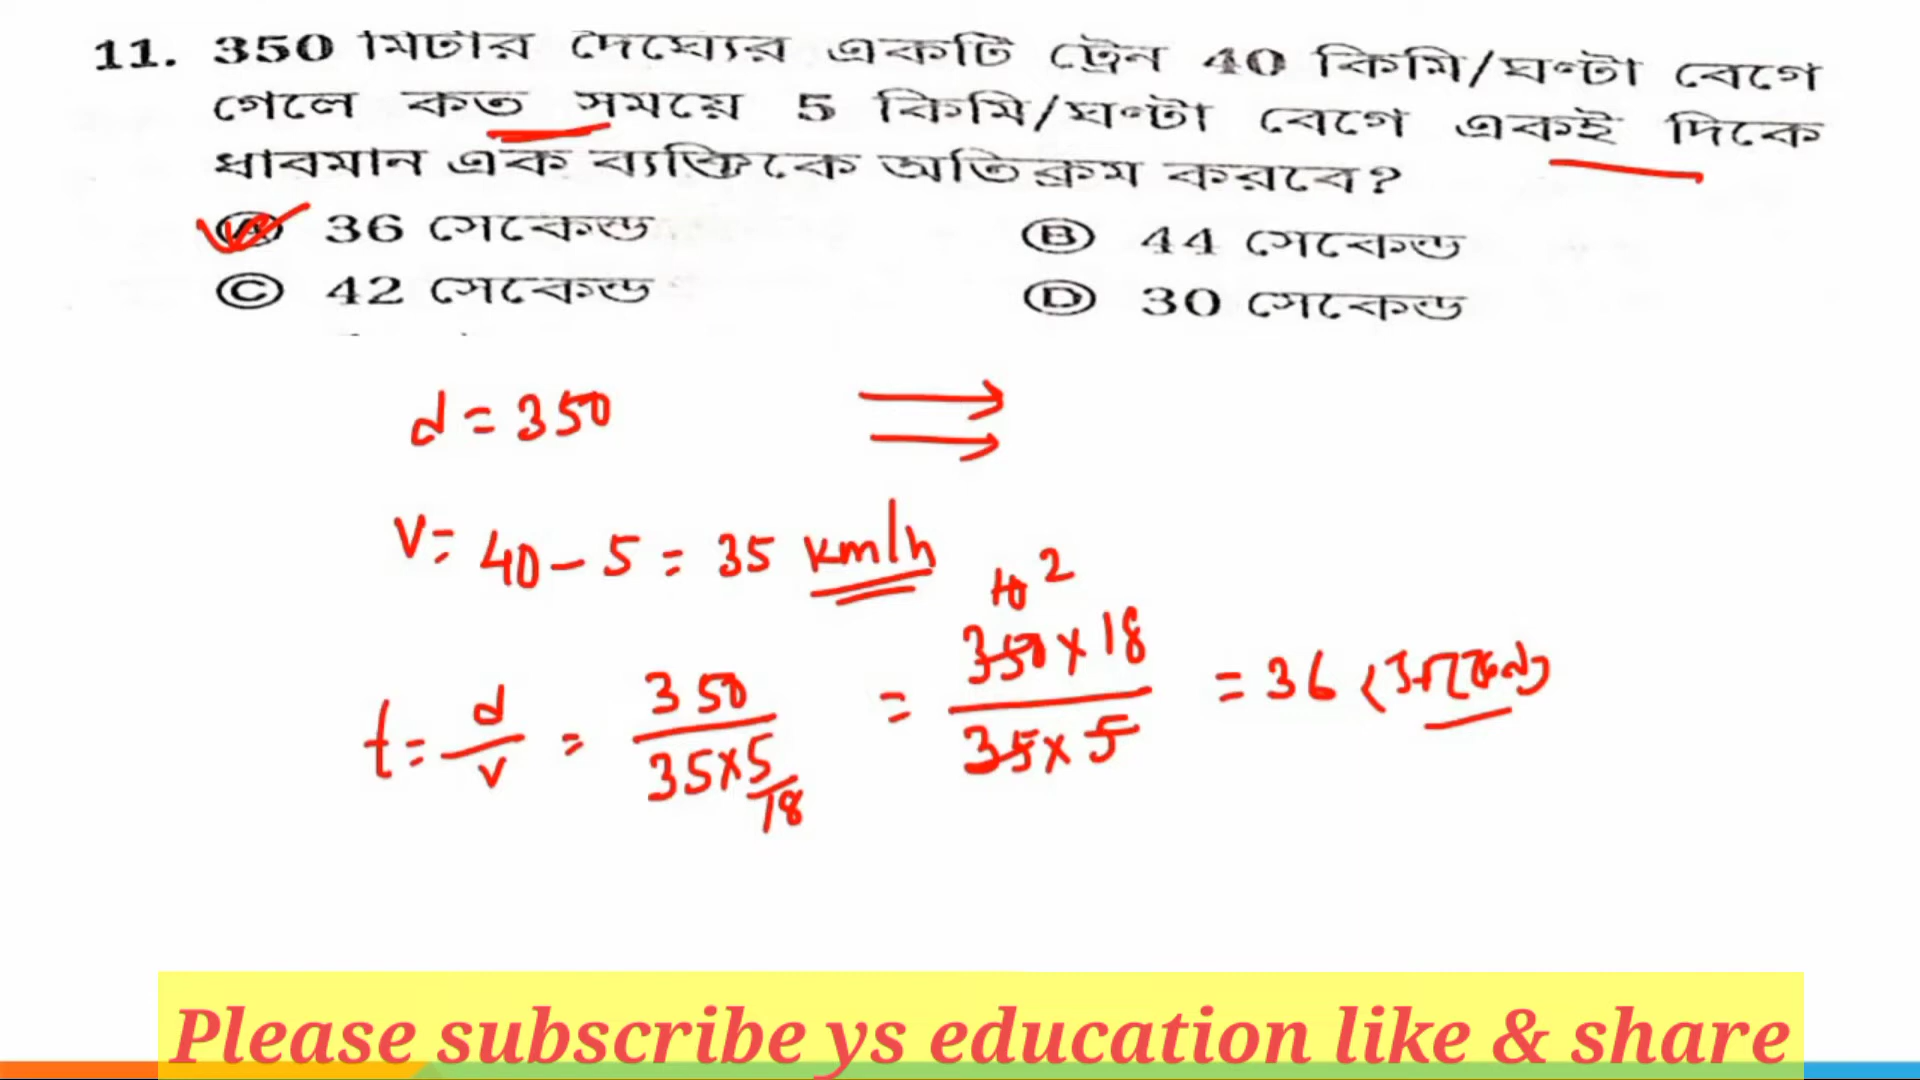 11. 350 মিটার দৈর্ঘ্যের একটি ট্রেন 40 কিমি/ঘণ্টা বেগে
গেলে কত সময়ে 5 কিমি/ঘণ্টা বেগে একই দিকে
ধাবমান এক ব্যক্তিকে অতিক্রম করবে?
Ⓐ 36 সেকেন্ড Ⓑ 44 সেকেন্ড
Ⓒ 42 সেকেন্ড Ⓓ 30 সেকেন্ড
d = 350
v = 40 - 5 = 35 km/h
10 2
t = d/v = 350/(35 x 5/18) = (350 x 18)/(35 x 5) = 36
Please subscribe ys education like & share